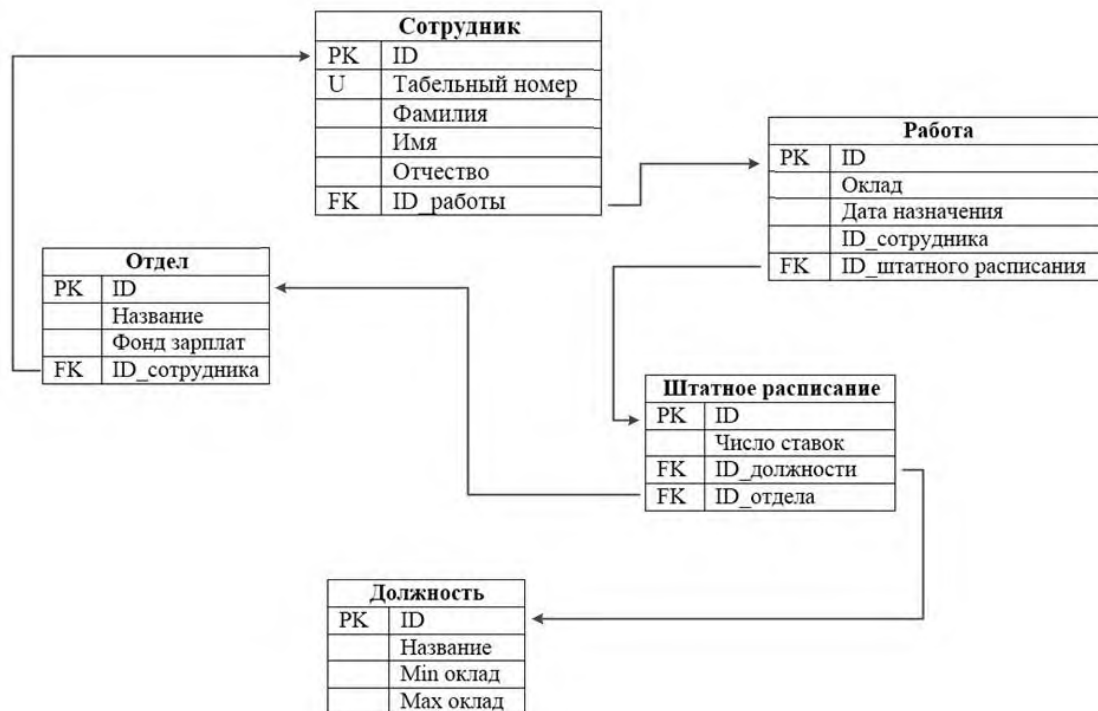 Сотрудник
PK ID
U Табельный номер
Фамилия
Имя
Отчество
FK ID_работы
Работа
PK ID
Оклад
Дата назначения
ID_сотрудника
FK ID_штатного расписания
Отдел
PK ID
Название
Фонд зарплат
FK ID_сотрудника
Штатное расписание
PK ID
Число ставок
FK ID_должности
FK ID_отдела
Должность
PK ID
Название
Min оклад
Max оклад